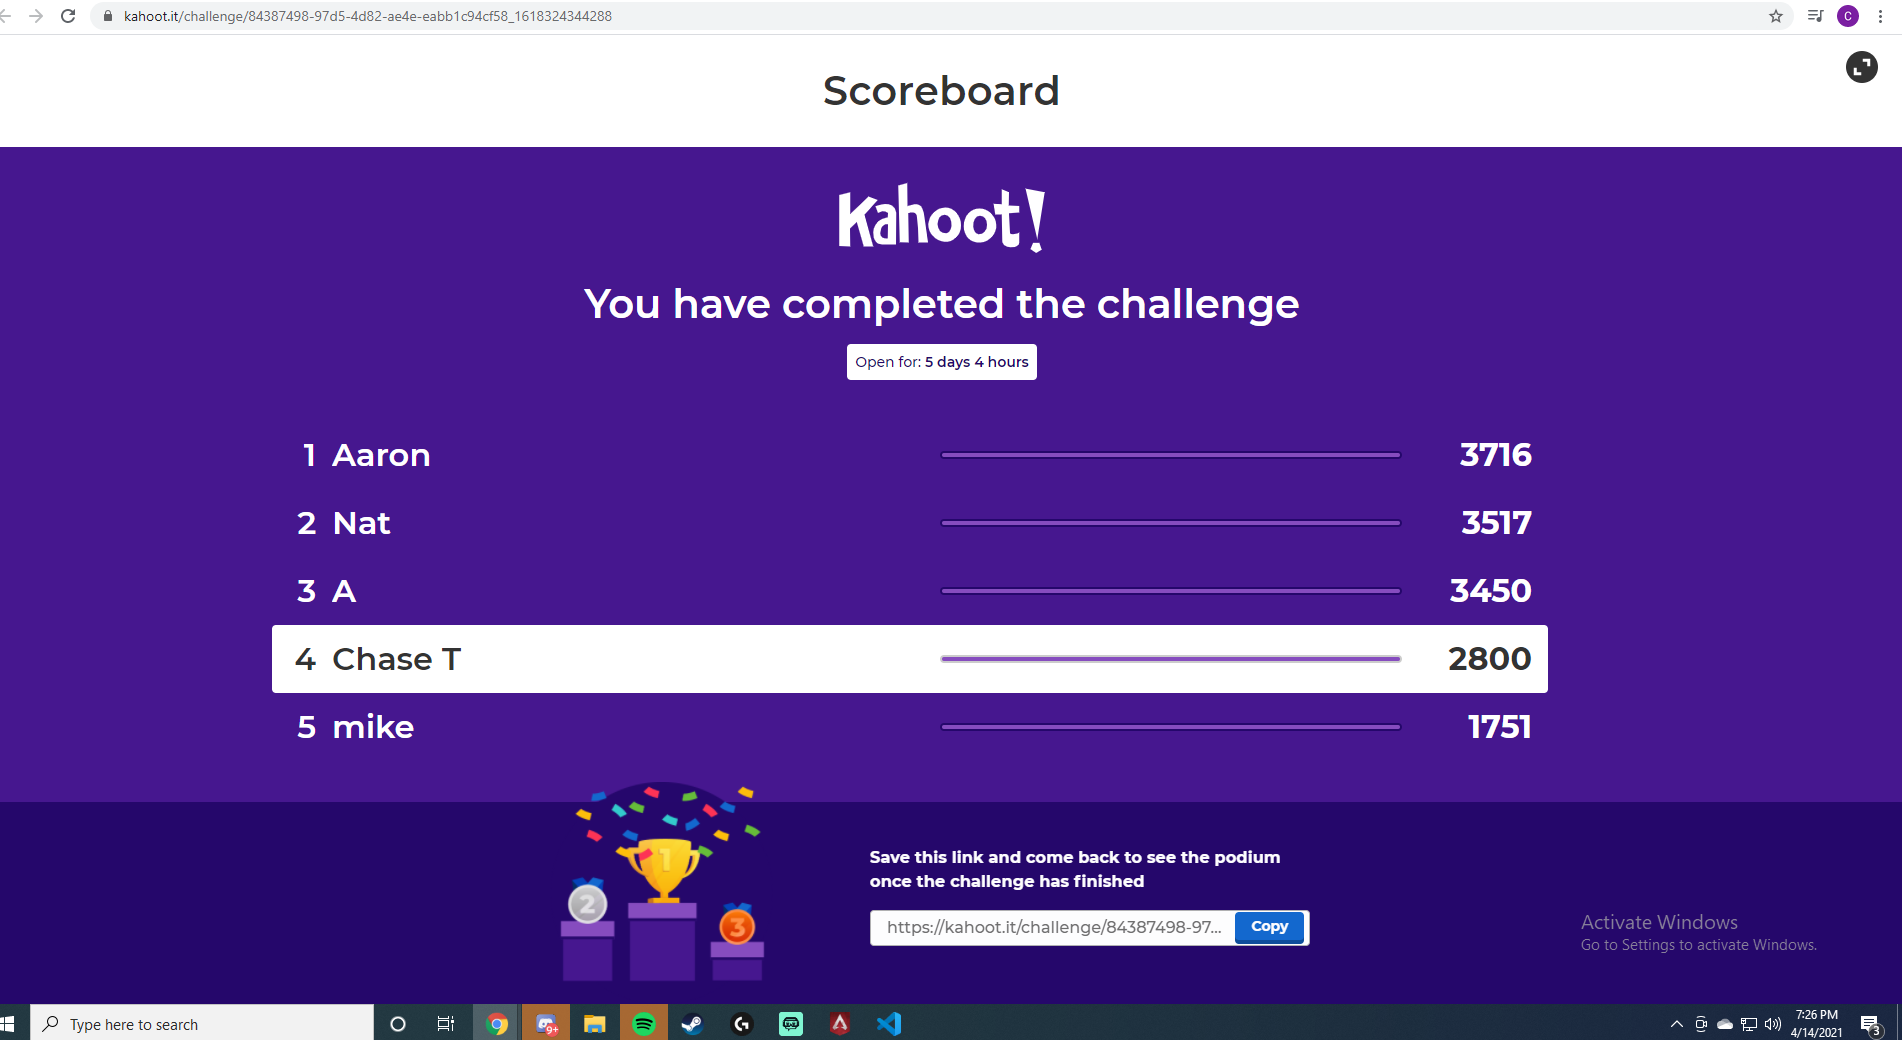 kahoot.it/challenge/84387498-97d5-4d82-ae4e-eabb1c94cf58_1618324344288
C
Scoreboard
Kahoot!
You have completed the challenge
Open for: 5 days 4 hours
1 Aaron 3716
2 Nat 3517
3 A 3450
4 Chase T 2800
5 mike 1751
1
2
3
Save this link and come back to see the podium
once the challenge has finished
https://kahoot.it/challenge/84387498-97... Copy
Activate Windows
Go to Settings to activate Windows.
Type here to search
9+
7:26 PM
4/14/2021
3